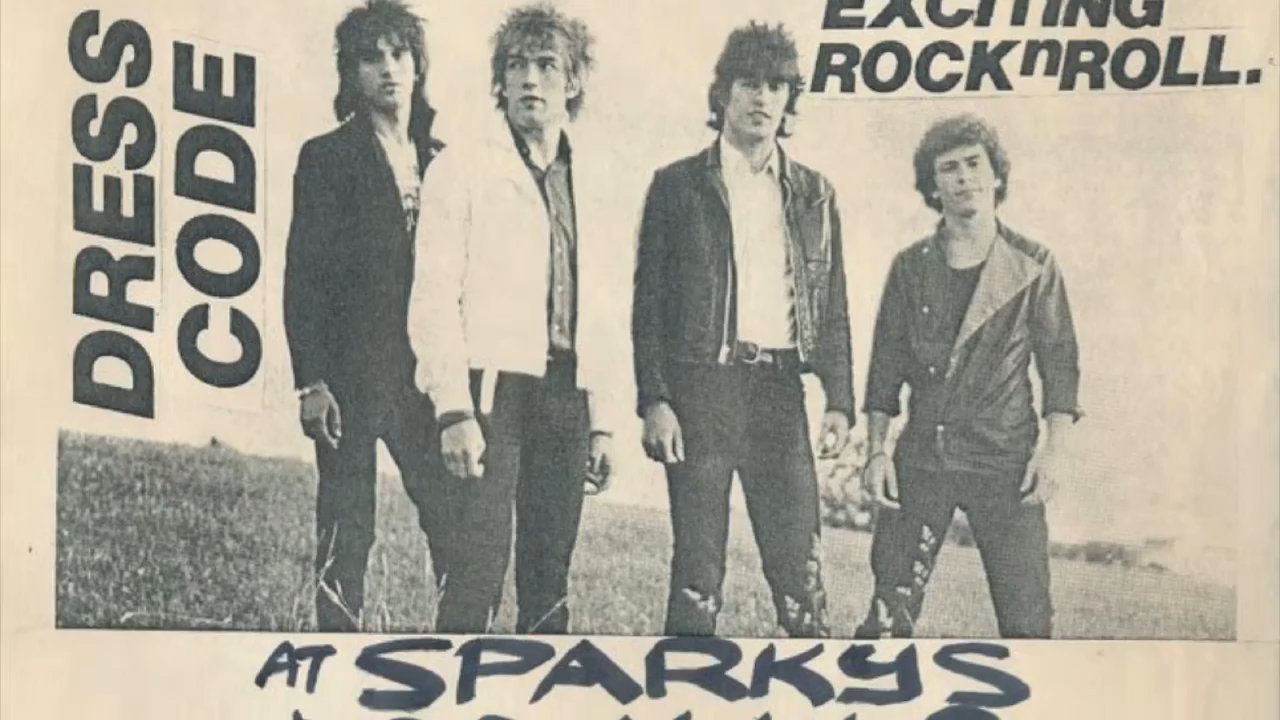 DRESS
CODE
EXCITING
ROCKnROLL.
AT SPARKYS